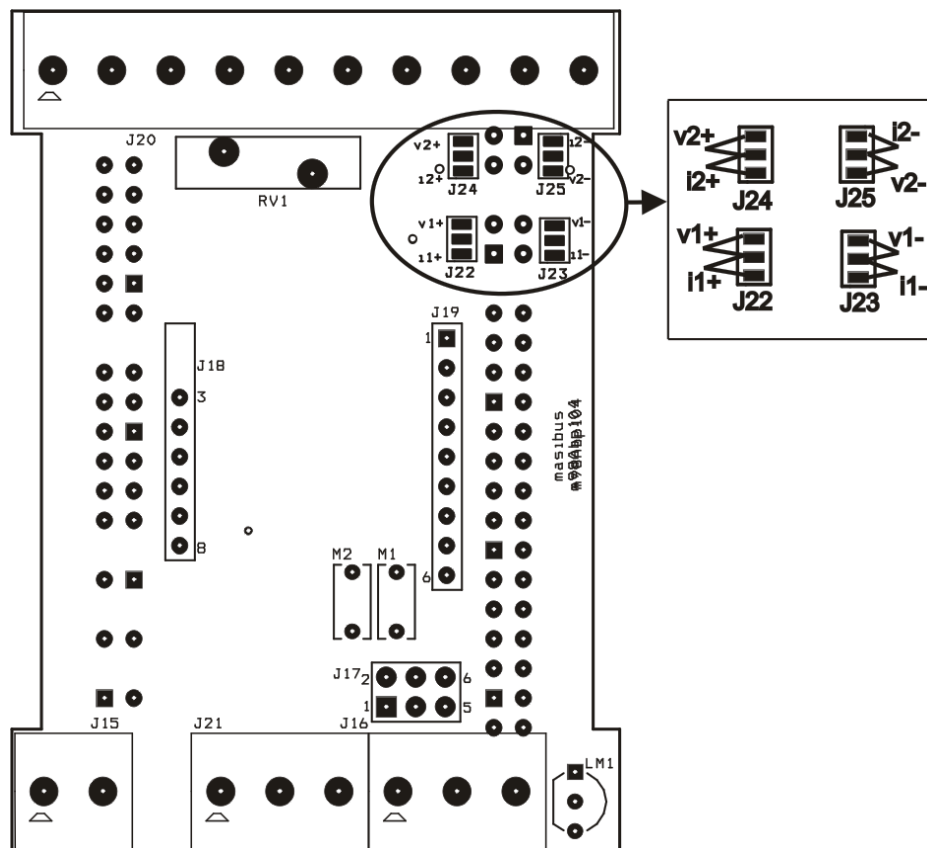 J20
RV1
v2+
i2+
J24
i2-
v2-
J25
v1+
i1+
J22
v1-
i1-
J23
v2+
i2+
J24
i2-
v2-
J25
v1+
i1+
J22
v1-
i1-
J23
J18
3
8
J19
1
6
masibus
M2
M1
J17
2
6
1
5
J15
J21
J16
LM1